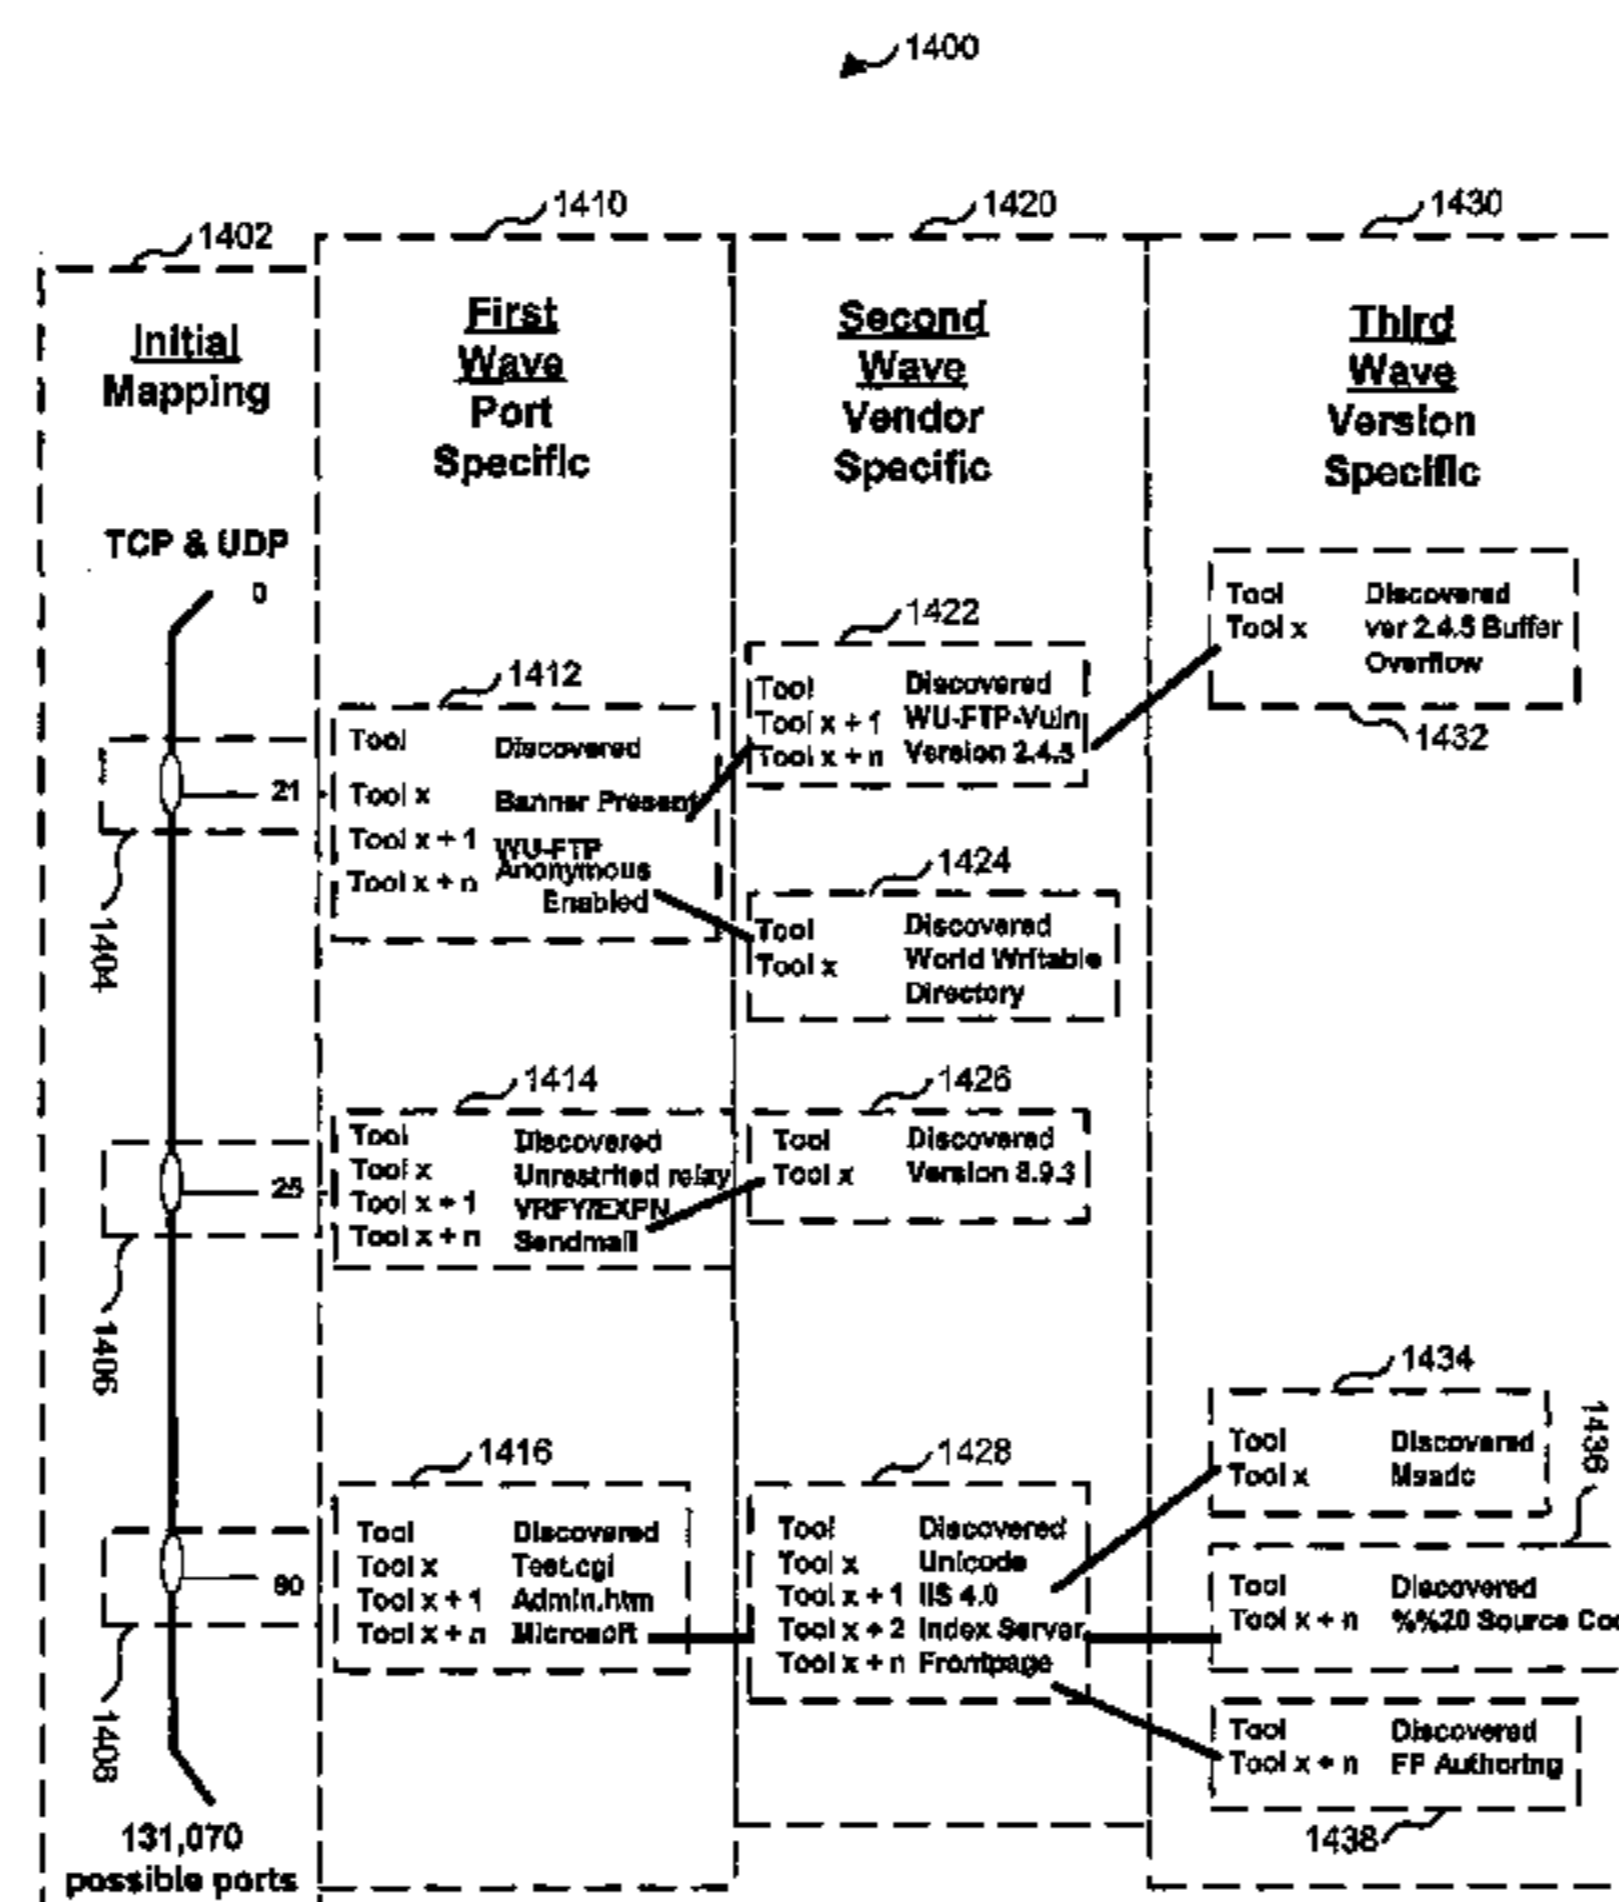 1400
1402
Initial
Mapping
TCP & UDP
0
21
1404
25
1406
80
1408
131,070
possible ports
1410
First
Wave
Port
Specific
1412
Tool Discovered
Tool x Banner Present
Tool x + 1 WU-FTP
Tool x + n Anonymous
Enabled
1414
Tool Discovered
Tool x Unrestrited relay
Tool x + 1 VRFY/EXPN
Tool x + n Sendmail
1416
Tool Discovered
Tool x Test.cgi
Tool x + 1 Admin.htm
Tool x + n Microsoft
1420
Second
Wave
Vendor
Specific
1422
Tool Discovered
Tool x + 1 WU-FTP-Vuln
Tool x + n Version 2.4.5
1424
Tool Discovered
Tool x World Writable
Directory
1426
Tool Discovered
Tool x Version 8.9.3
1428
Tool Discovered
Tool x Unicode
Tool x + 1 IIS 4.0
Tool x + 2 Index Server
Tool x + n Frontpage
1430
Third
Wave
Version
Specific
Tool Discovered
Tool x ver 2.4.5 Buffer
Overflow
1432
1434
Tool Discovered
Tool x Msadc
1436
Tool Discovered
Tool x + n %%20 Source
Tool Discovered
Tool x + n FP Authoring
1438